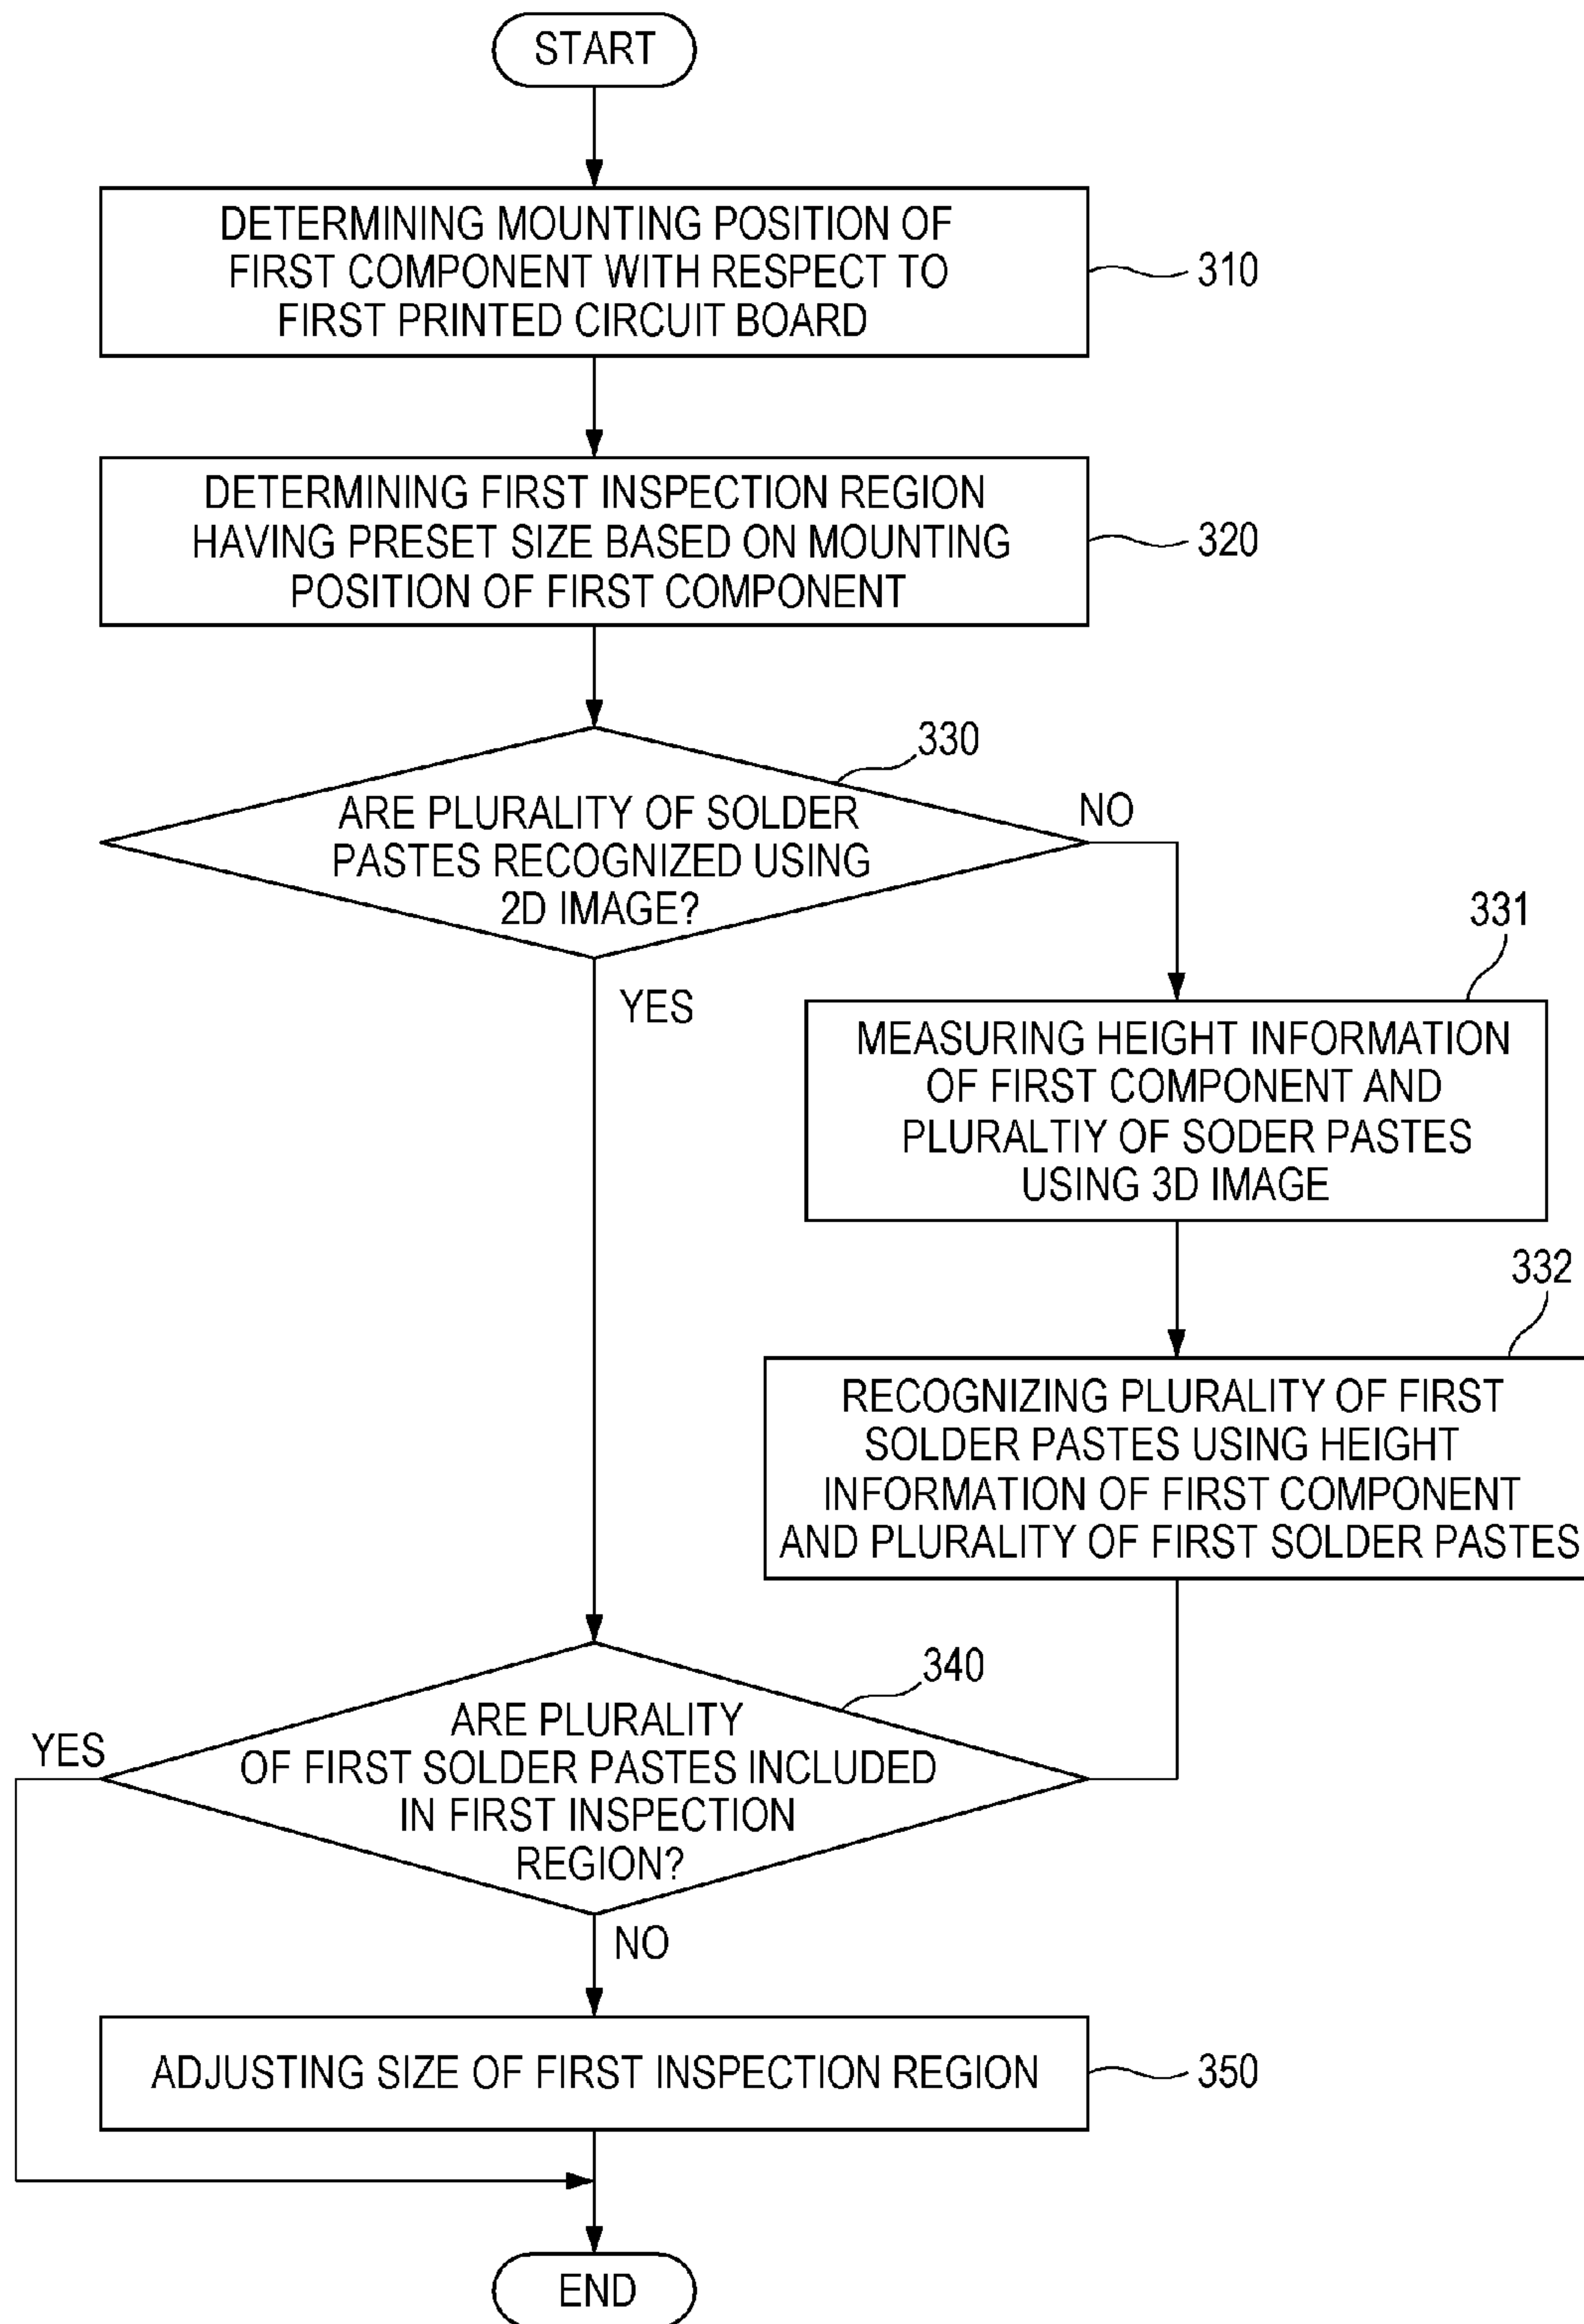 START
DETERMINING MOUNTING POSITION OF
FIRST COMPONENT WITH RESPECT TO
FIRST PRINTED CIRCUIT BOARD
310
DETERMINING FIRST INSPECTION REGION
HAVING PRESET SIZE BASED ON MOUNTING
POSITION OF FIRST COMPONENT
320
330
ARE PLURALITY OF SOLDER
PASTES RECOGNIZED USING
2D IMAGE?
NO
YES
331
MEASURING HEIGHT INFORMATION
OF FIRST COMPONENT AND
PLURALTIY OF SODER PASTES
USING 3D IMAGE
332
RECOGNIZING PLURALITY OF FIRST
SOLDER PASTES USING HEIGHT
INFORMATION OF FIRST COMPONENT
AND PLURALITY OF FIRST SOLDER PASTES
340
ARE PLURALITY
OF FIRST SOLDER PASTES INCLUDED
IN FIRST INSPECTION
REGION?
YES
NO
ADJUSTING SIZE OF FIRST INSPECTION REGION
350
END